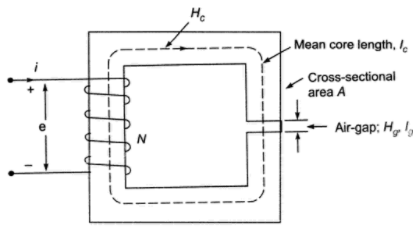 H_c
Mean core length, l_c
i
+
Cross-sectional
area A
e
N
Air-gap; H_g, l_g
–